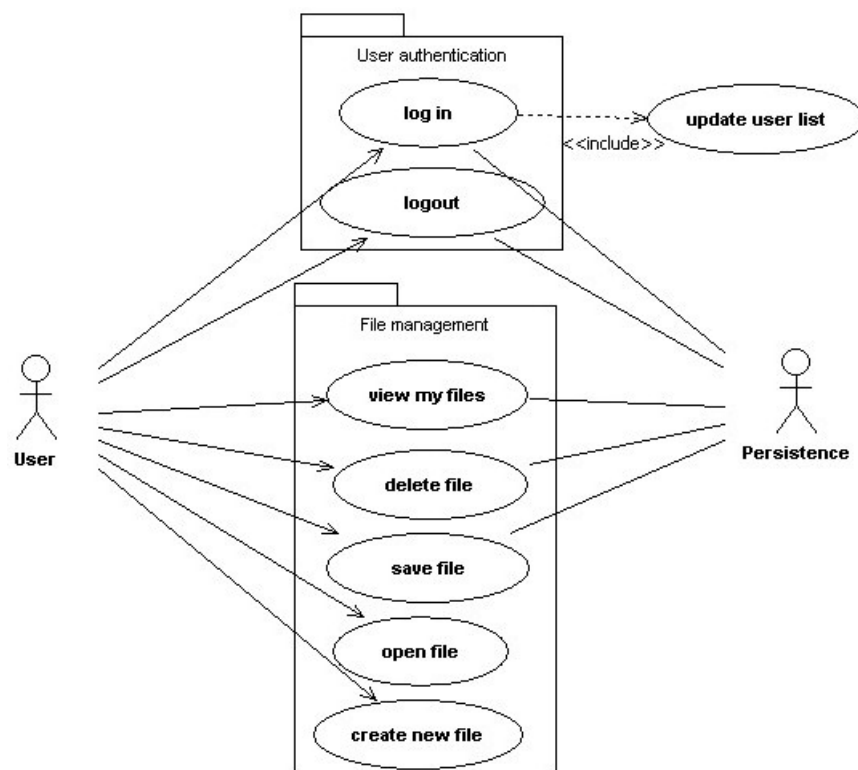 User authentication
log in
update user list
<<include>>
logout
File management
view my files
User
Persistence
delete file
save file
open file
create new file